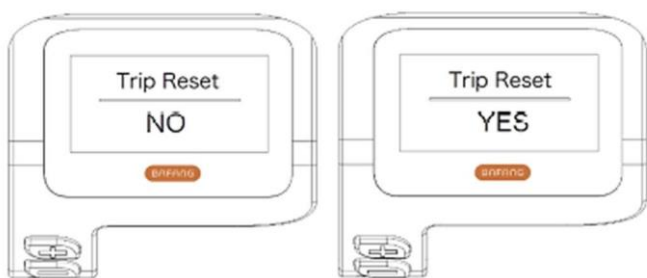 Trip Reset
NO
BAFANG
Trip Reset
YES
BAFANG